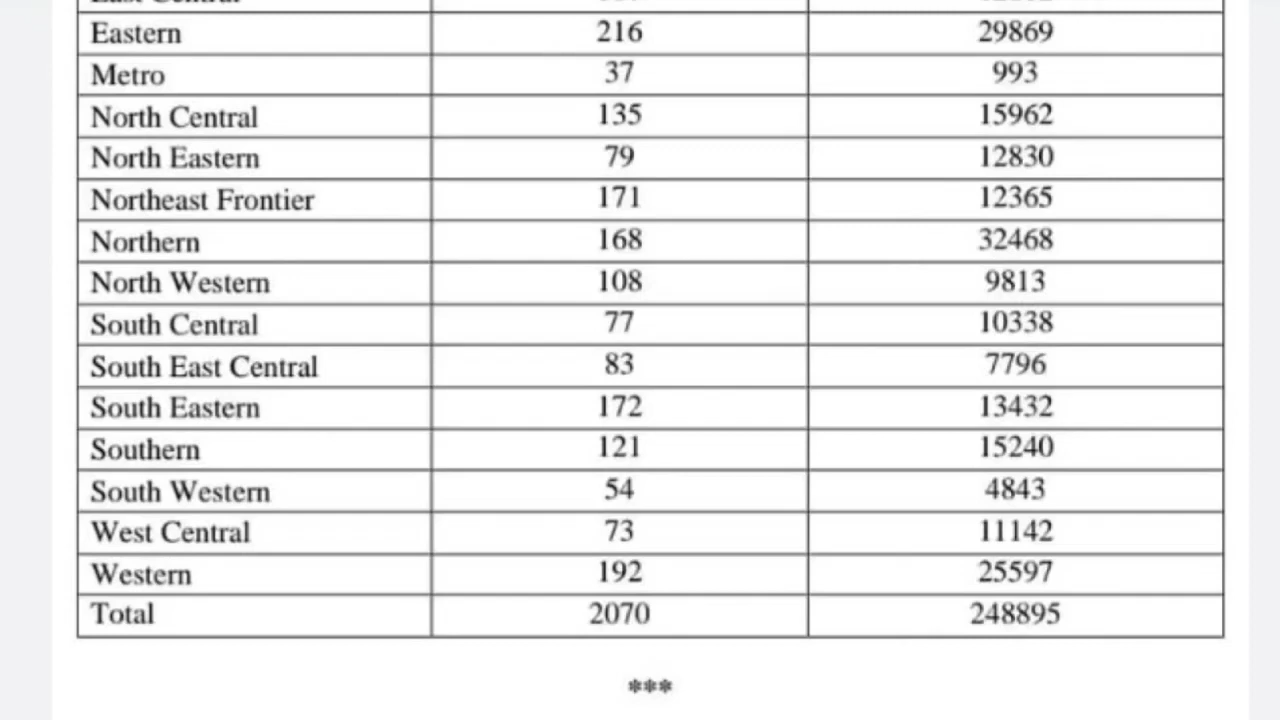 Eastern 216 29869
Metro 37 993
North Central 135 15962
North Eastern 79 12830
Northeast Frontier 171 12365
Northern 168 32468
North Western 108 9813
South Central 77 10338
South East Central 83 7796
South Eastern 172 13432
Southern 121 15240
South Western 54 4843
West Central 73 11142
Western 192 25597
Total 2070 248895
***